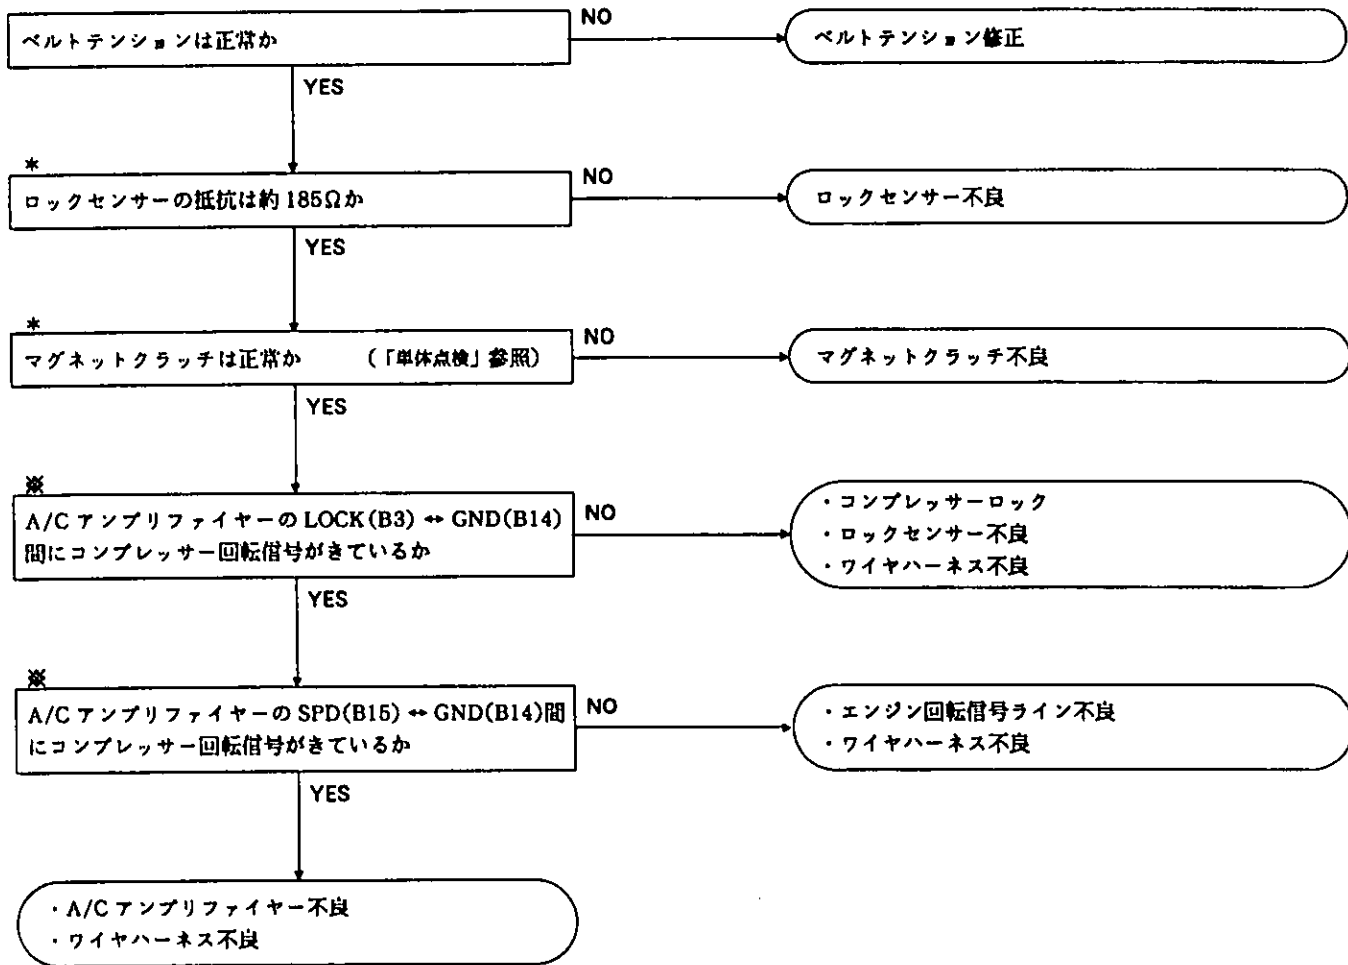 ベルトテンションは正常か
NO
ベルトテンション修正
YES
*
ロックセンサーの抵抗は約185Ωか
NO
ロックセンサー不良
YES
*
マグネットクラッチは正常か （「単体点検」参照）
NO
マグネットクラッチ不良
YES
※
A/C アンプリファイヤーの LOCK(B3) ↔ GND(B14)
間にコンプレッサー回転信号がきているか
NO
・コンプレッサーロック
・ロックセンサー不良
・ワイヤハーネス不良
YES
※
A/C アンプリファイヤーの SPD(B15) ↔ GND(B14)間
にコンプレッサー回転信号がきているか
NO
・エンジン回転信号ライン不良
・ワイヤハーネス不良
YES
・A/C アンプリファイヤー不良
・ワイヤハーネス不良